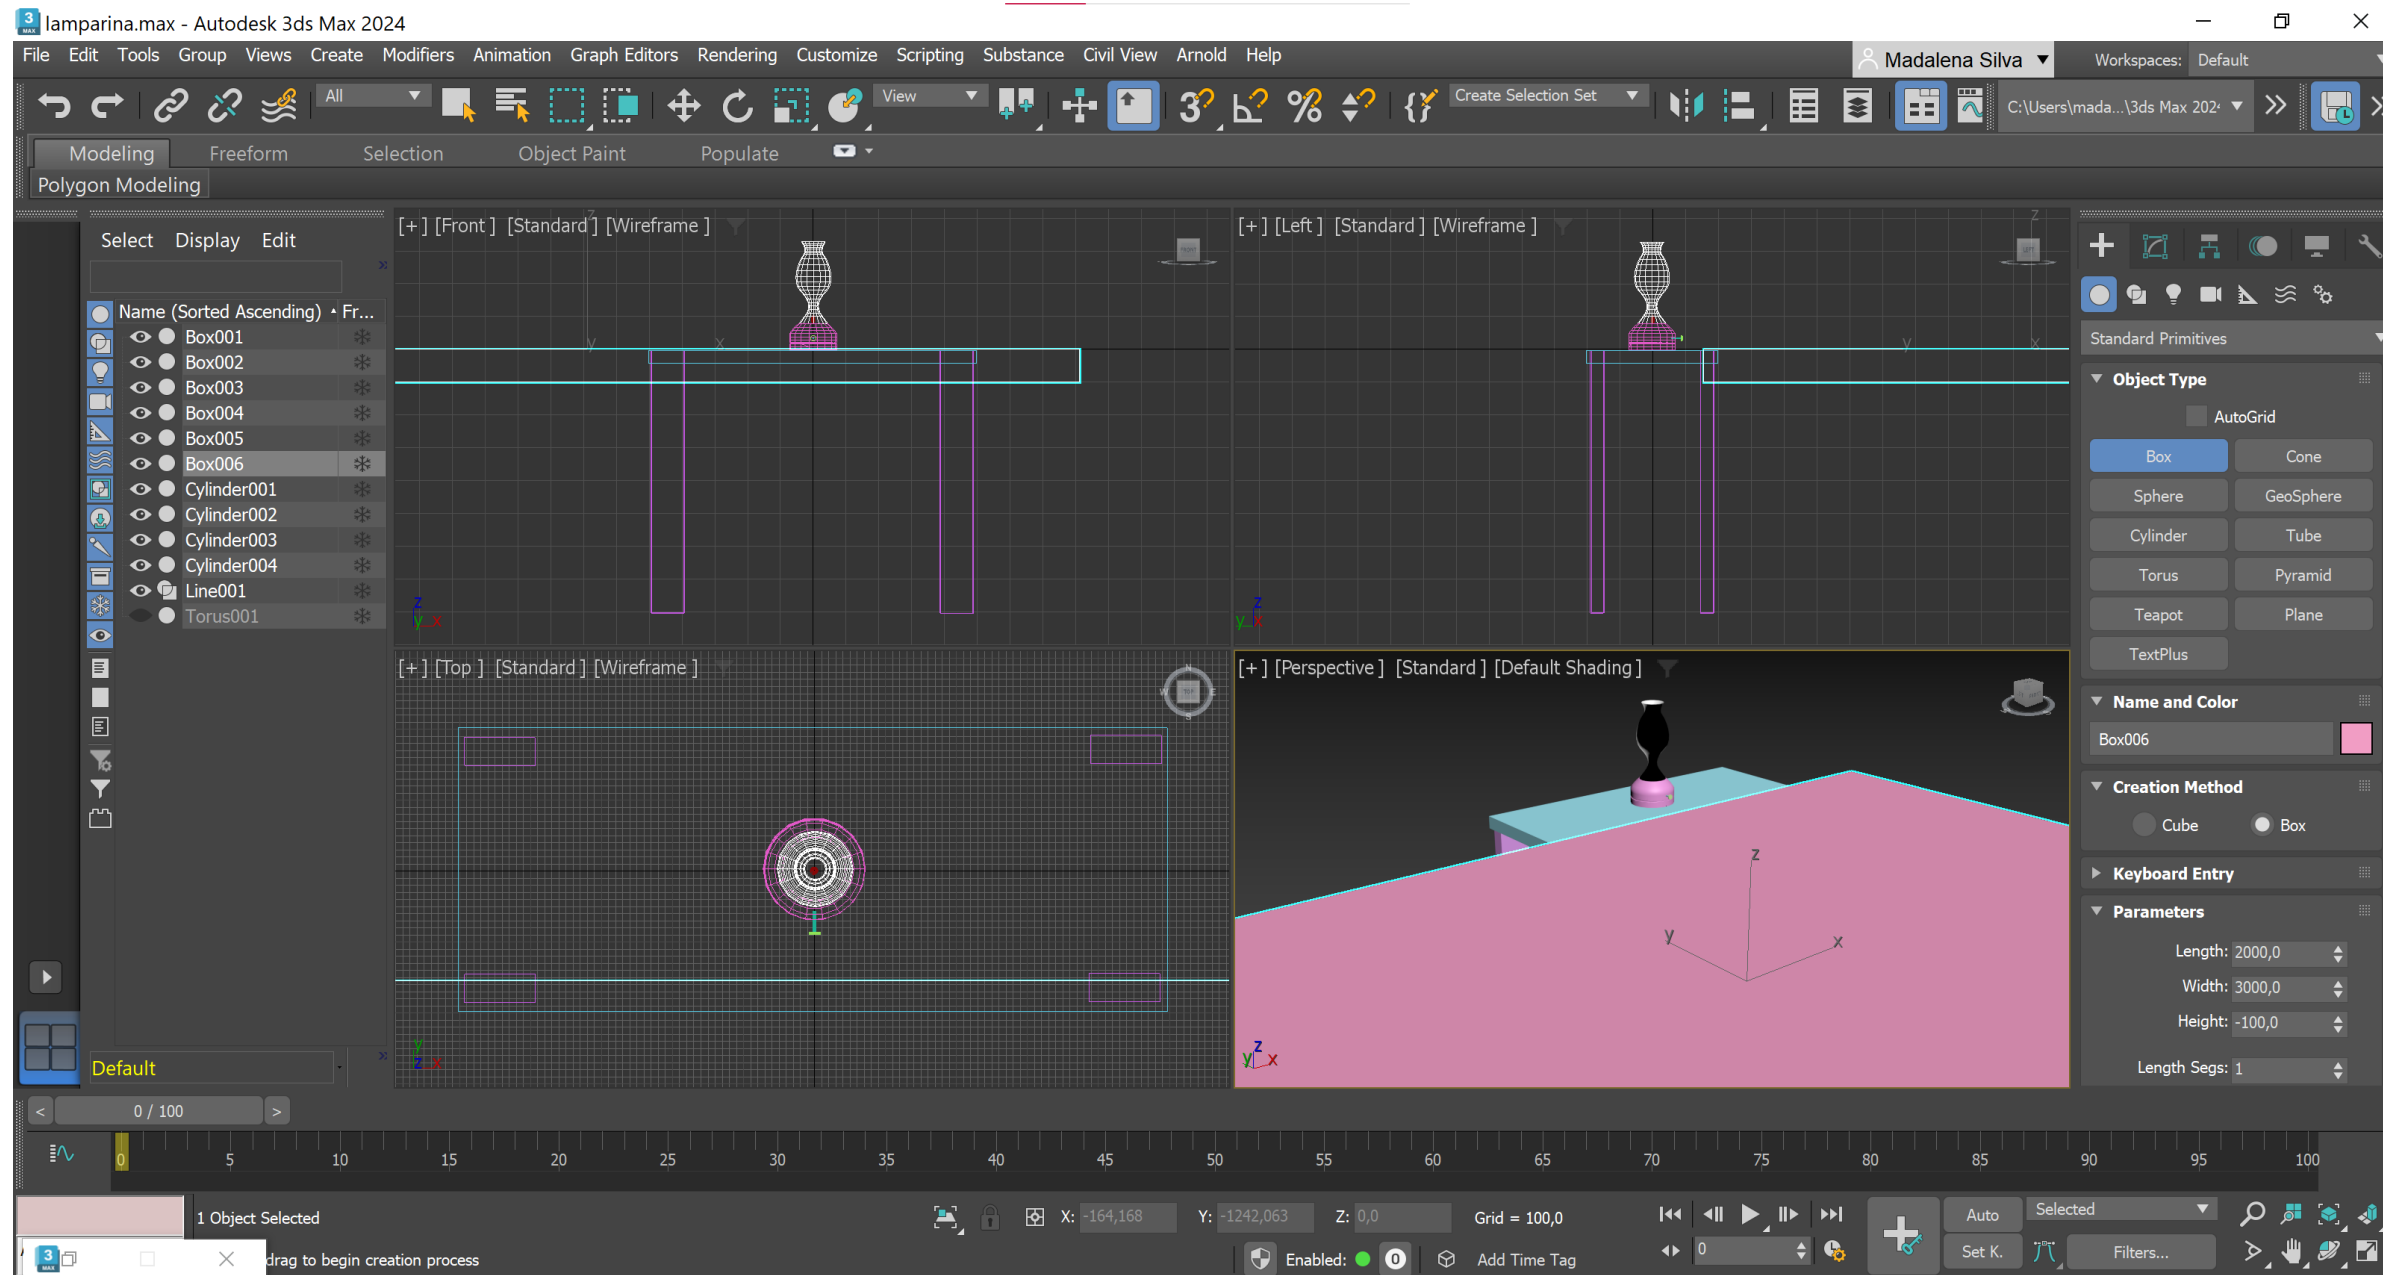 lamparina.max - Autodesk 3ds Max 2024
File Edit Tools Group Views Create Modifiers Animation Graph Editors Rendering Customize Scripting Substance Civil View Arnold Help
Madalena Silva
Workspaces: Default
All
View
Create Selection Set
C:\Users\mada...\3ds Max 202
Modeling Freeform Selection Object Paint Populate
Polygon Modeling
Select Display Edit
Name (Sorted Ascending) Fr...
Box001
Box002
Box003
Box004
Box005
Box006
Cylinder001
Cylinder002
Cylinder003
Cylinder004
Line001
Torus001
Default
[+] [Front ] [Standard ] [Wireframe ]
z
y x
z
y x
[+] [Left ] [Standard ] [Wireframe ]
z
y x
z
y x
[+] [Top ] [Standard ] [Wireframe ]
N
W TOP E
S
y
z x
[+] [Perspective ] [Standard ] [Default Shading ]
z
y x
z
y x
Standard Primitives
Object Type
AutoGrid
Box Cone
Sphere GeoSphere
Cylinder Tube
Torus Pyramid
Teapot Plane
TextPlus
Name and Color
Box006
Creation Method
Cube Box
Keyboard Entry
Parameters
Length: 2000,0
Width: 3000,0
Height: -100,0
Length Segs: 1
< 0 / 100 >
0 5 10 15 20 25 30 35 40 45 50 55 60 65 70 75 80 85 90 95 100
1 Object Selected
drag to begin creation process
X: -164,168 Y: -1242,063 Z: 0,0 Grid = 100,0
Enabled: 0 Add Time Tag
0
Auto Selected
Set K. Filters...